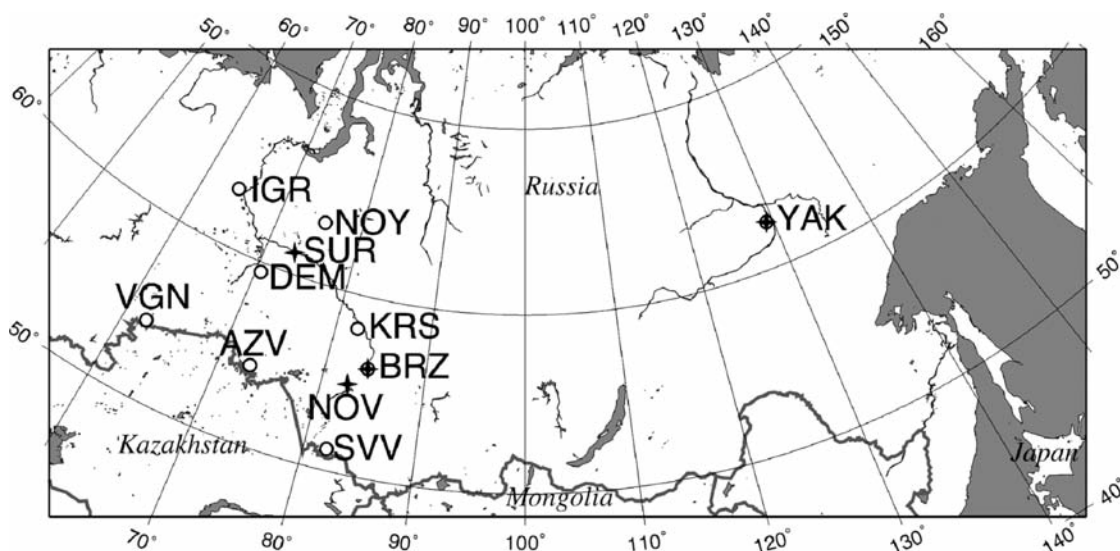 50° 60° 70° 80° 90° 100° 110° 120° 130° 140° 150° 160°
60°
IGR
Russia
NOY
YAK
SUR
DEM
50°
VGN
KRS
AZV
50°
BRZ
NOV
Kazakhstan
SVV
Japan
Mongolia
40°
70° 80° 90° 100° 110° 120° 130° 140°